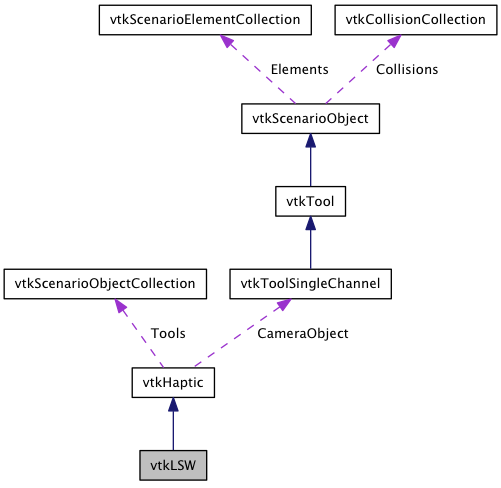 vtkScenarioElementCollection
vtkCollisionCollection
Elements
Collisions
vtkScenarioObject
vtkTool
vtkScenarioObjectCollection
vtkToolSingleChannel
Tools
CameraObject
vtkHaptic
vtkLSW